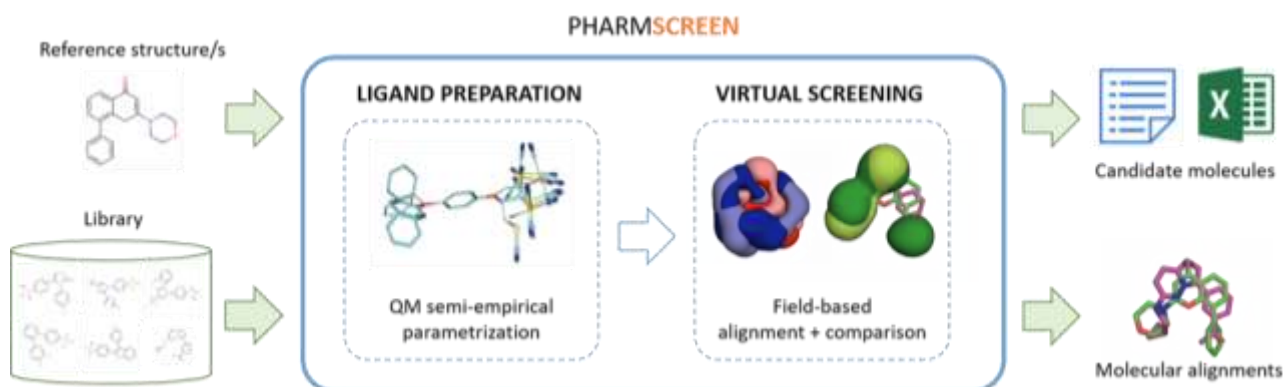 PHARMSCREEN
Reference structure/s
Library
LIGAND PREPARATION
QM semi-empirical
parametrization
VIRTUAL SCREENING
Field-based
alignment + comparison
X
Candidate molecules
Molecular alignments